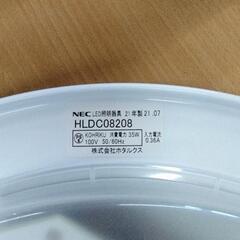 NEC LED照明器具 21年製 21.07
HLDC08208
KOHRIKU 消費電力 35W 入力電流
100V 50/60Hz 0.36A
株式会社ホタルクス